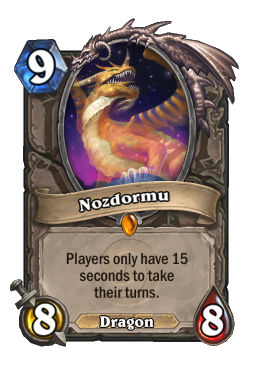 9
Nozdormu
Players only have 15
seconds to take
their turns.
8
Dragon
8